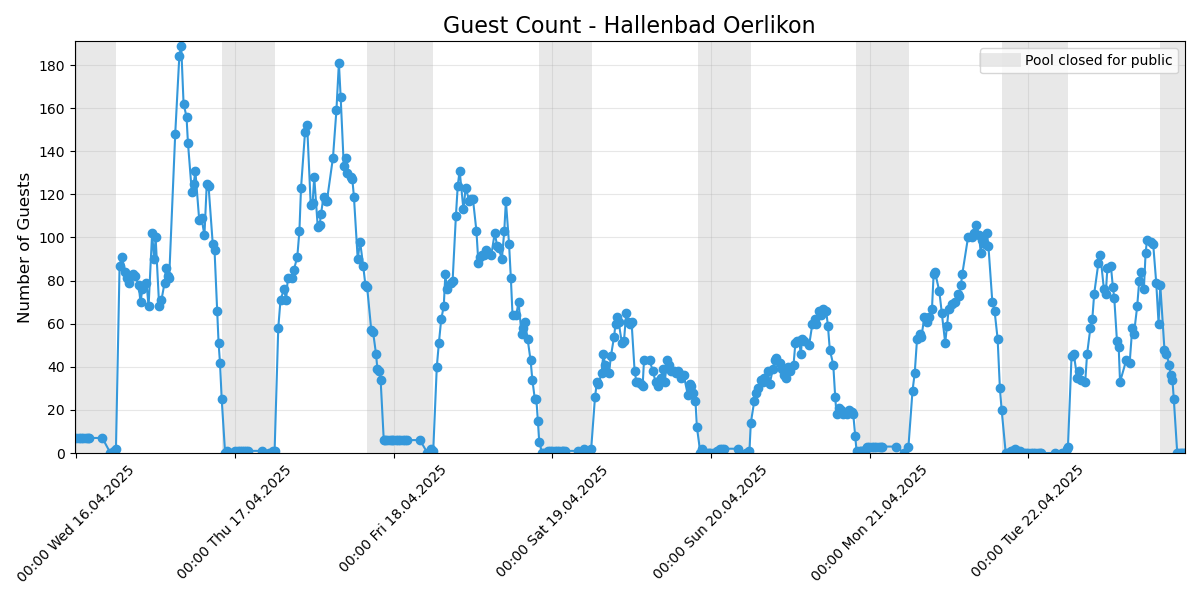 Guest Count - Hallenbad Oerlikon
Pool closed for public
Number of Guests
180
160
140
120
100
80
60
40
20
0
00:00 Wed 16.04.2025
00:00 Thu 17.04.2025
00:00 Fri 18.04.2025
00:00 Sat 19.04.2025
00:00 Sun 20.04.2025
00:00 Mon 21.04.2025
00:00 Tue 22.04.2025